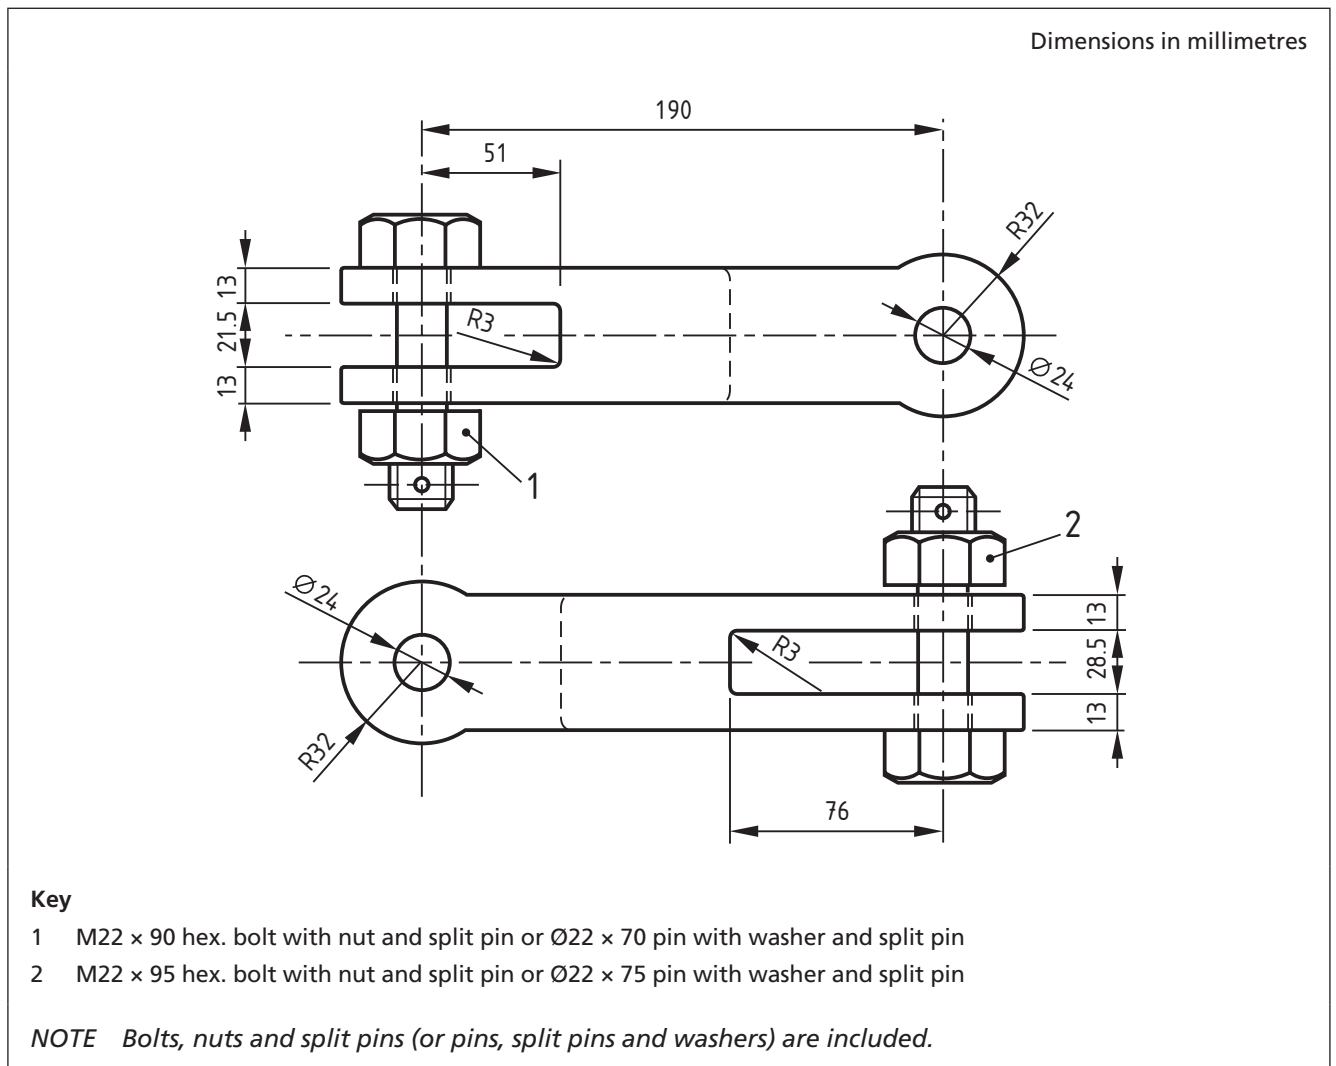 Dimensions in millimetres
190
51
R32
13
21.5
13
R3
Ø24
1
2
Ø24
R3
13
28.5
13
R32
76
Key
1 M22 × 90 hex. bolt with nut and split pin or Ø22 × 70 pin with washer and split pin
2 M22 × 95 hex. bolt with nut and split pin or Ø22 × 75 pin with washer and split pin
NOTE Bolts, nuts and split pins (or pins, split pins and washers) are included.